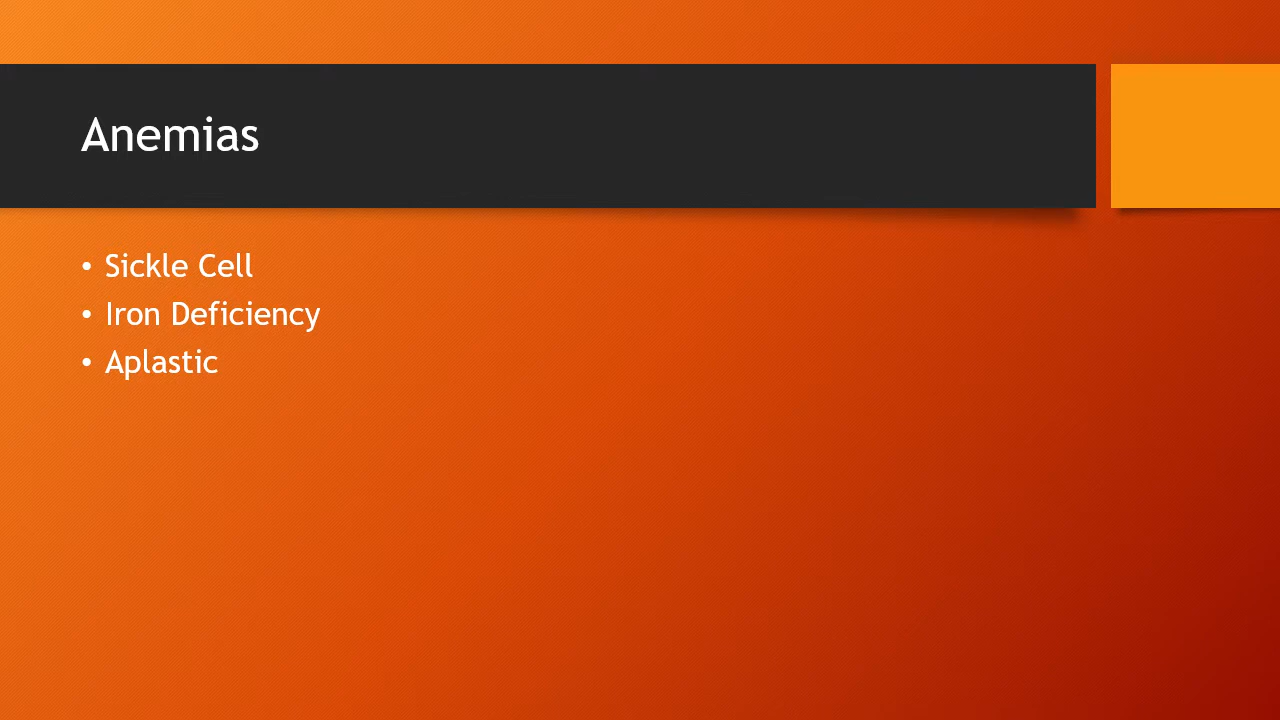 Anemias
• Sickle Cell
• Iron Deficiency
• Aplastic